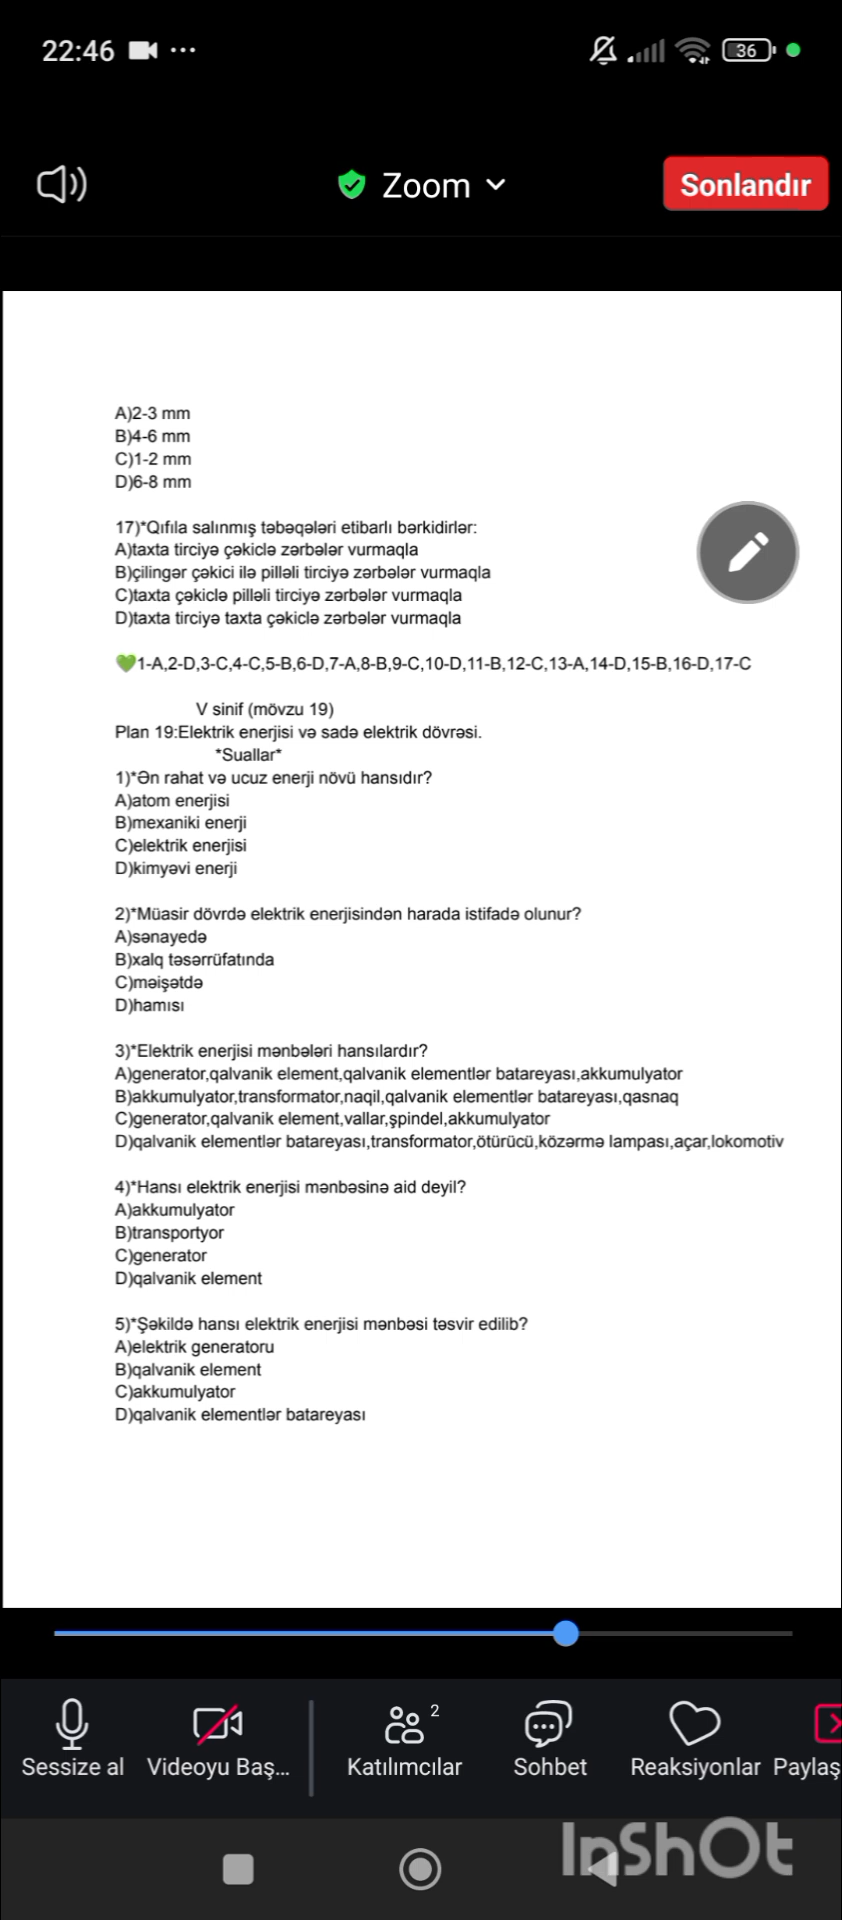 22:46
36
Zoom
Sonlandır
A)2-3 mm
B)4-6 mm
C)1-2 mm
D)6-8 mm
17)*Qıfıla salınmış təbəqələri etibarlı bərkidirlər:
A)taxta tirciyə çəkiclə zərbələr vurmaqla
B)çilingər çəkici ilə pilləli tirciyə zərbələr vurmaqla
C)taxta çəkiclə pilləli tirciyə zərbələr vurmaqla
D)taxta tirciyə taxta çəkiclə zərbələr vurmaqla
💚1-A,2-D,3-C,4-C,5-B,6-D,7-A,8-B,9-C,10-D,11-B,12-C,13-A,14-D,15-B,16-D,17-C
V sinif (mövzu 19)
Plan 19:Elektrik enerjisi və sadə elektrik dövrəsi.
*Suallar*
1)*Ən rahat və ucuz enerji növü hansıdır?
A)atom enerjisi
B)mexaniki enerji
C)elektrik enerjisi
D)kimyəvi enerji
2)*Müasir dövrdə elektrik enerjisindən harada istifadə olunur?
A)sənayedə
B)xalq təsərrüfatında
C)məişətdə
D)hamısı
3)*Elektrik enerjisi mənbələri hansılardır?
A)generator,qalvanik element,qalvanik elementlər batareyası,akkumulyator
B)akkumulyator,transformator,naqil,qalvanik elementlər batareyası,qasnaq
C)generator,qalvanik element,vallar,şpindel,akkumulyator
D)qalvanik elementlər batareyası,transformator,ötürücü,közərmə lampası,açar,lokomotiv
4)*Hansı elektrik enerjisi mənbəsinə aid deyil?
A)akkumulyator
B)transportyor
C)generator
D)qalvanik element
5)*Şəkildə hansı elektrik enerjisi mənbəsi təsvir edilib?
A)elektrik generatoru
B)qalvanik element
C)akkumulyator
D)qalvanik elementlər batareyası
2
Sessize al Videoyu Baş... Katılımcılar Sohbet Reaksiyonlar Paylaş
InShOt